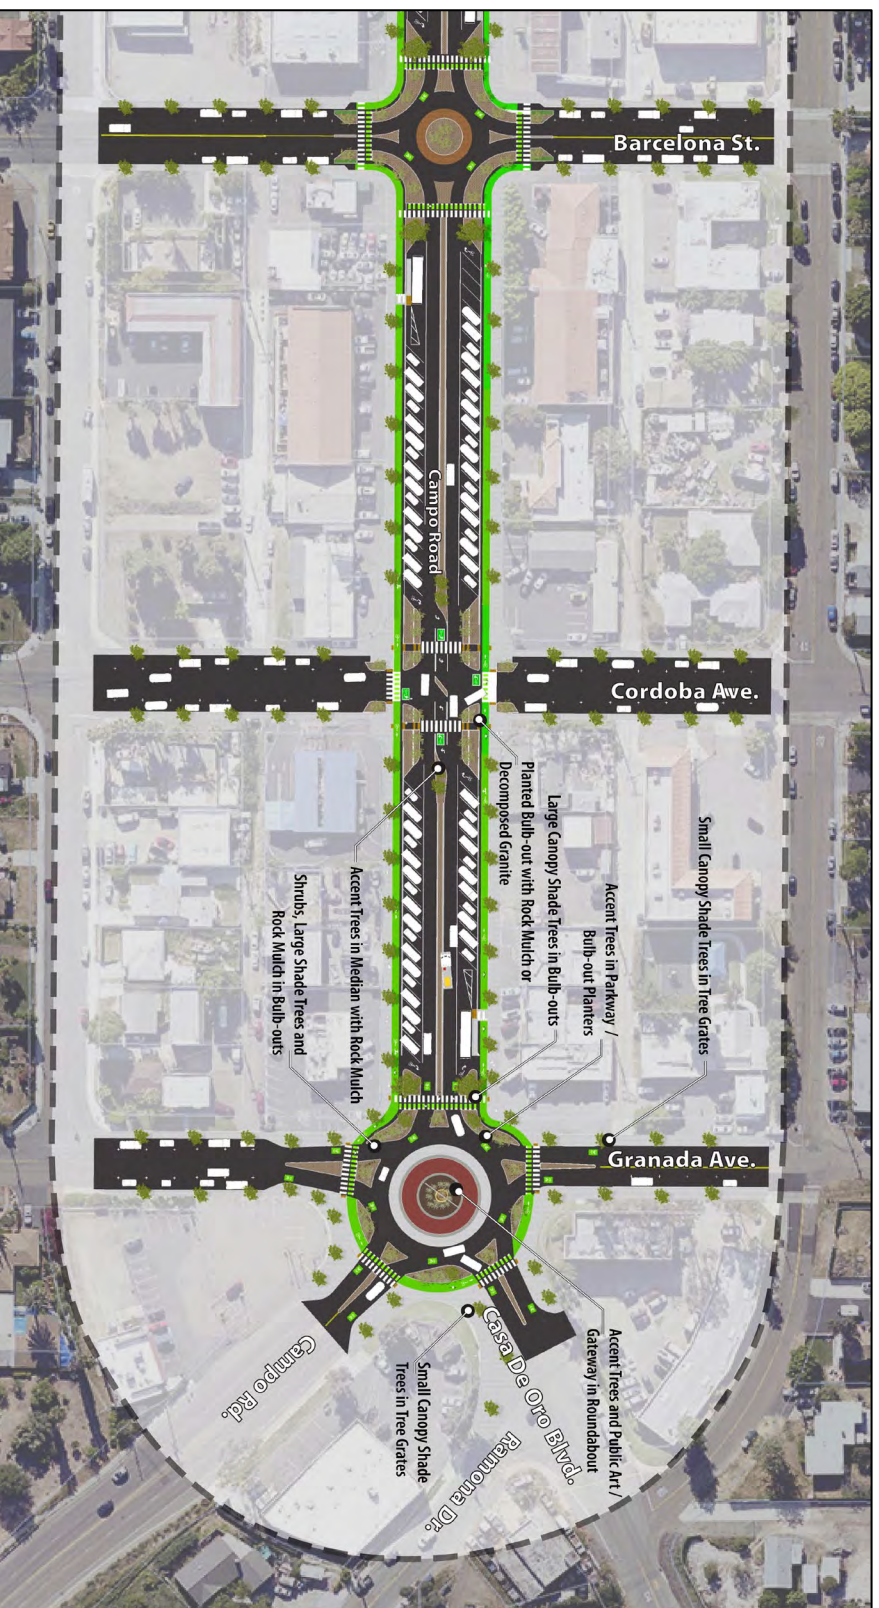 Barcelona St.
Campo Road
Cordoba Ave.
Planted Bulb-out with Rock Mulch or
Decomposed Granite
Large Canopy Shade Trees in Bulb-outs
Accent Trees in Parkway /
Bulb-out Planters
Small Canopy Shade Trees in Tree Grates
Accent Trees in Median with Rock Mulch
Shrubs, Large Shade Trees and
Rock Mulch in Bulb-outs
Granada Ave.
Accent Trees and Public Art /
Gateway in Roundabout
Casa De Oro Blvd.
Small Canopy Shade
Trees in Tree Grates
Campo Rd.
Ramona Dr.